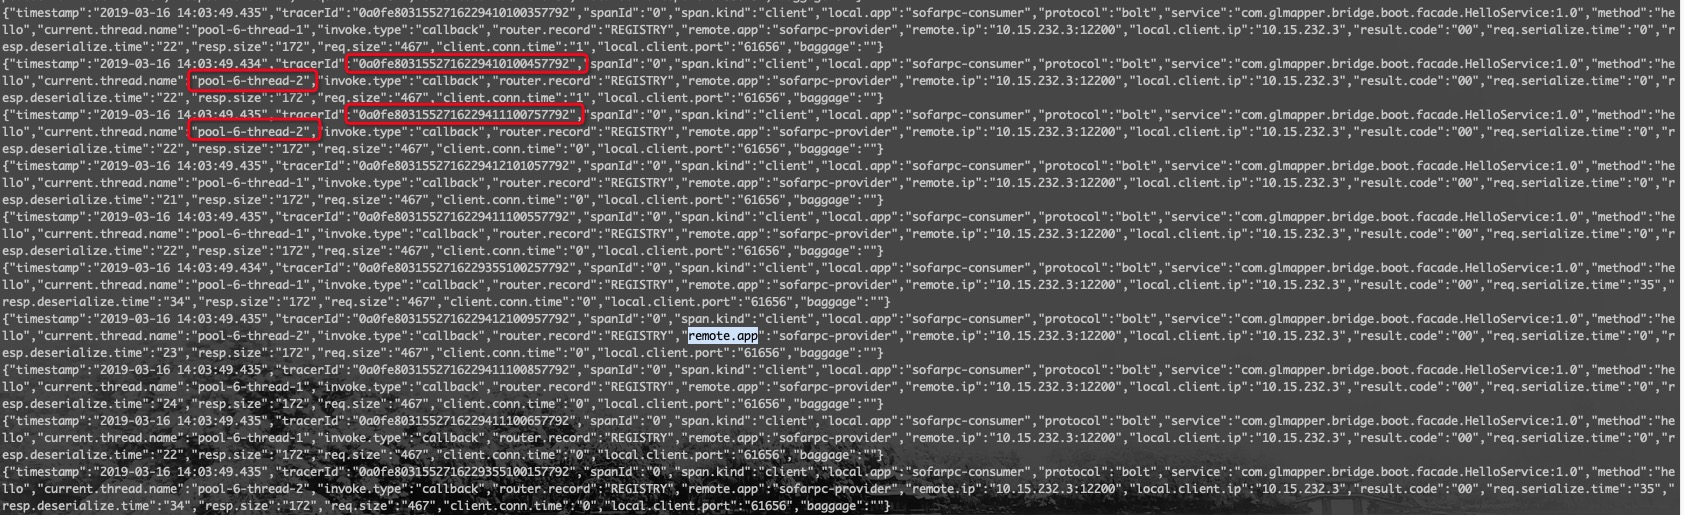 {"timestamp":"2019-03-16 14:03:49.435","tracerId":"0a0fe8031552716229410100357792","spanId":"0","span.kind":"client","local.app":"sofarpc-consumer","protocol":"bolt","service":"com.glmapper.bridge.boot.facade.HelloService:1.0","method":"he
llo","current.thread.name":"pool-6-thread-1","invoke.type":"callback","router.record":"REGISTRY","remote.app":"sofarpc-provider","remote.ip":"10.15.232.3:12200","local.client.ip":"10.15.232.3","result.code":"00","req.serialize.time":"0","r
esp.deserialize.time":"22","resp.size":"172","req.size":"467","client.conn.time":"1","local.client.port":"61656","baggage":""}
{"timestamp":"2019-03-16 14:03:49.434","tracerId":"0a0fe8031552716229410100457792","spanId":"0","span.kind":"client","local.app":"sofarpc-consumer","protocol":"bolt","service":"com.glmapper.bridge.boot.facade.HelloService:1.0","method":"he
llo","current.thread.name":"pool-6-thread-2","invoke.type":"callback","router.record":"REGISTRY","remote.app":"sofarpc-provider","remote.ip":"10.15.232.3:12200","local.client.ip":"10.15.232.3","result.code":"00","req.serialize.time":"0","r
esp.deserialize.time":"22","resp.size":"172","req.size":"467","client.conn.time":"1","local.client.port":"61656","baggage":""}
{"timestamp":"2019-03-16 14:03:49.435","tracerId":"0a0fe8031552716229411100757792","spanId":"0","span.kind":"client","local.app":"sofarpc-consumer","protocol":"bolt","service":"com.glmapper.bridge.boot.facade.HelloService:1.0","method":"he
llo","current.thread.name":"pool-6-thread-2","invoke.type":"callback","router.record":"REGISTRY","remote.app":"sofarpc-provider","remote.ip":"10.15.232.3:12200","local.client.ip":"10.15.232.3","result.code":"00","req.serialize.time":"0","r
esp.deserialize.time":"22","resp.size":"172","req.size":"467","client.conn.time":"0","local.client.port":"61656","baggage":""}
{"timestamp":"2019-03-16 14:03:49.435","tracerId":"0a0fe8031552716229412101057792","spanId":"0","span.kind":"client","local.app":"sofarpc-consumer","protocol":"bolt","service":"com.glmapper.bridge.boot.facade.HelloService:1.0","method":"he
llo","current.thread.name":"pool-6-thread-1","invoke.type":"callback","router.record":"REGISTRY","remote.app":"sofarpc-provider","remote.ip":"10.15.232.3:12200","local.client.ip":"10.15.232.3","result.code":"00","req.serialize.time":"0","r
esp.deserialize.time":"21","resp.size":"172","req.size":"467","client.conn.time":"0","local.client.port":"61656","baggage":""}
{"timestamp":"2019-03-16 14:03:49.435","tracerId":"0a0fe8031552716229411100557792","spanId":"0","span.kind":"client","local.app":"sofarpc-consumer","protocol":"bolt","service":"com.glmapper.bridge.boot.facade.HelloService:1.0","method":"he
llo","current.thread.name":"pool-6-thread-1","invoke.type":"callback","router.record":"REGISTRY","remote.app":"sofarpc-provider","remote.ip":"10.15.232.3:12200","local.client.ip":"10.15.232.3","result.code":"00","req.serialize.time":"0","r
esp.deserialize.time":"22","resp.size":"172","req.size":"467","client.conn.time":"0","local.client.port":"61656","baggage":""}
{"timestamp":"2019-03-16 14:03:49.434","tracerId":"0a0fe8031552716229355100257792","spanId":"0","span.kind":"client","local.app":"sofarpc-consumer","protocol":"bolt","service":"com.glmapper.bridge.boot.facade.HelloService:1.0","method":"he
llo","current.thread.name":"pool-6-thread-1","invoke.type":"callback","router.record":"REGISTRY","remote.app":"sofarpc-provider","remote.ip":"10.15.232.3:12200","local.client.ip":"10.15.232.3","result.code":"00","req.serialize.time":"35","
resp.deserialize.time":"34","resp.size":"172","req.size":"467","client.conn.time":"0","local.client.port":"61656","baggage":""}
{"timestamp":"2019-03-16 14:03:49.435","tracerId":"0a0fe8031552716229412100957792","spanId":"0","span.kind":"client","local.app":"sofarpc-consumer","protocol":"bolt","service":"com.glmapper.bridge.boot.facade.HelloService:1.0","method":"he
llo","current.thread.name":"pool-6-thread-2","invoke.type":"callback","router.record":"REGISTRY","remote.app":"sofarpc-provider","remote.ip":"10.15.232.3:12200","local.client.ip":"10.15.232.3","result.code":"00","req.serialize.time":"0","r
esp.deserialize.time":"23","resp.size":"172","req.size":"467","client.conn.time":"0","local.client.port":"61656","baggage":""}
{"timestamp":"2019-03-16 14:03:49.435","tracerId":"0a0fe8031552716229411100857792","spanId":"0","span.kind":"client","local.app":"sofarpc-consumer","protocol":"bolt","service":"com.glmapper.bridge.boot.facade.HelloService:1.0","method":"he
llo","current.thread.name":"pool-6-thread-1","invoke.type":"callback","router.record":"REGISTRY","remote.app":"sofarpc-provider","remote.ip":"10.15.232.3:12200","local.client.ip":"10.15.232.3","result.code":"00","req.serialize.time":"0","r
esp.deserialize.time":"24","resp.size":"172","req.size":"467","client.conn.time":"0","local.client.port":"61656","baggage":""}
{"timestamp":"2019-03-16 14:03:49.435","tracerId":"0a0fe8031552716229411100657792","spanId":"0","span.kind":"client","local.app":"sofarpc-consumer","protocol":"bolt","service":"com.glmapper.bridge.boot.facade.HelloService:1.0","method":"he
llo","current.thread.name":"pool-6-thread-1","invoke.type":"callback","router.record":"REGISTRY","remote.app":"sofarpc-provider","remote.ip":"10.15.232.3:12200","local.client.ip":"10.15.232.3","result.code":"00","req.serialize.time":"0","r
esp.deserialize.time":"22","resp.size":"172","req.size":"467","client.conn.time":"0","local.client.port":"61656","baggage":""}
{"timestamp":"2019-03-16 14:03:49.435","tracerId":"0a0fe8031552716229355100157792","spanId":"0","span.kind":"client","local.app":"sofarpc-consumer","protocol":"bolt","service":"com.glmapper.bridge.boot.facade.HelloService:1.0","method":"he
llo","current.thread.name":"pool-6-thread-2","invoke.type":"callback","router.record":"REGISTRY","remote.app":"sofarpc-provider","remote.ip":"10.15.232.3:12200","local.client.ip":"10.15.232.3","result.code":"00","req.serialize.time":"35","
resp.deserialize.time":"34","resp.size":"172","req.size":"467","client.conn.time":"0","local.client.port":"61656","baggage":""}